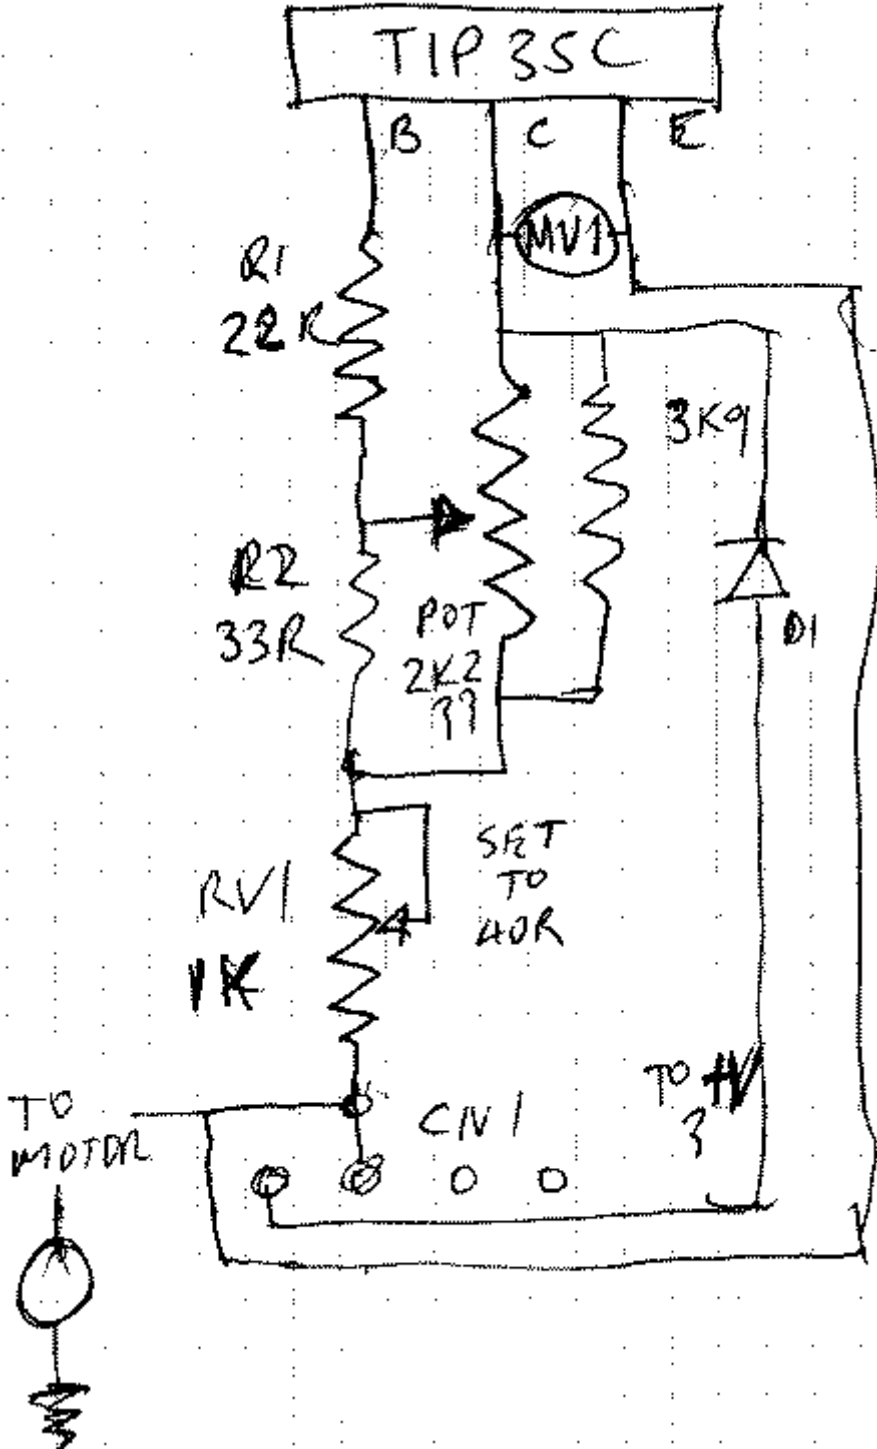 TIP 35C
B
C
E
MV1
R1
22R
3K9
R2
33R
POT
2K2
??
D1
RV1
1K
SET
TO
40R
TO
MOTOR
CN1
TO +V
?